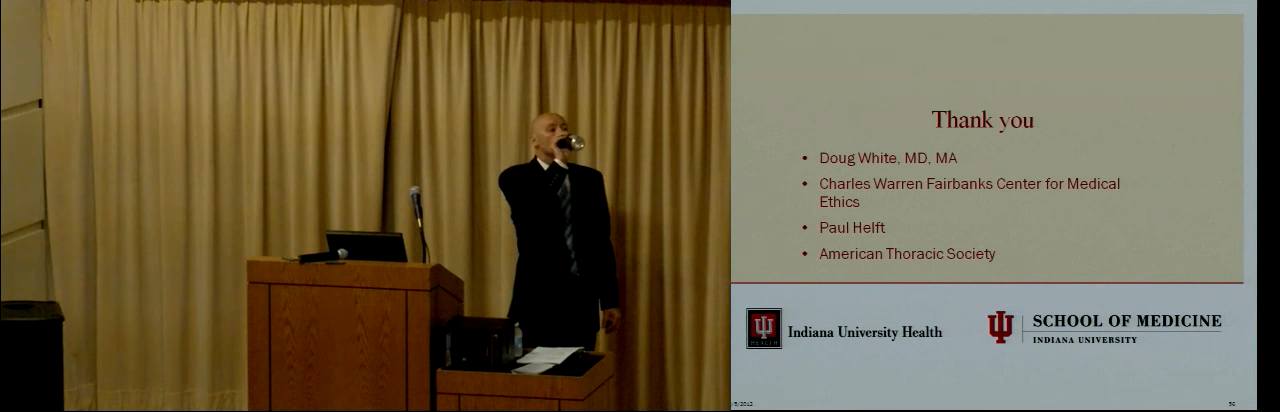 Thank you
• Doug White, MD, MA
• Charles Warren Fairbanks Center for Medical
Ethics
• Paul Helft
• American Thoracic Society
HEALTH
Indiana University Health
SCHOOL OF MEDICINE
INDIANA UNIVERSITY